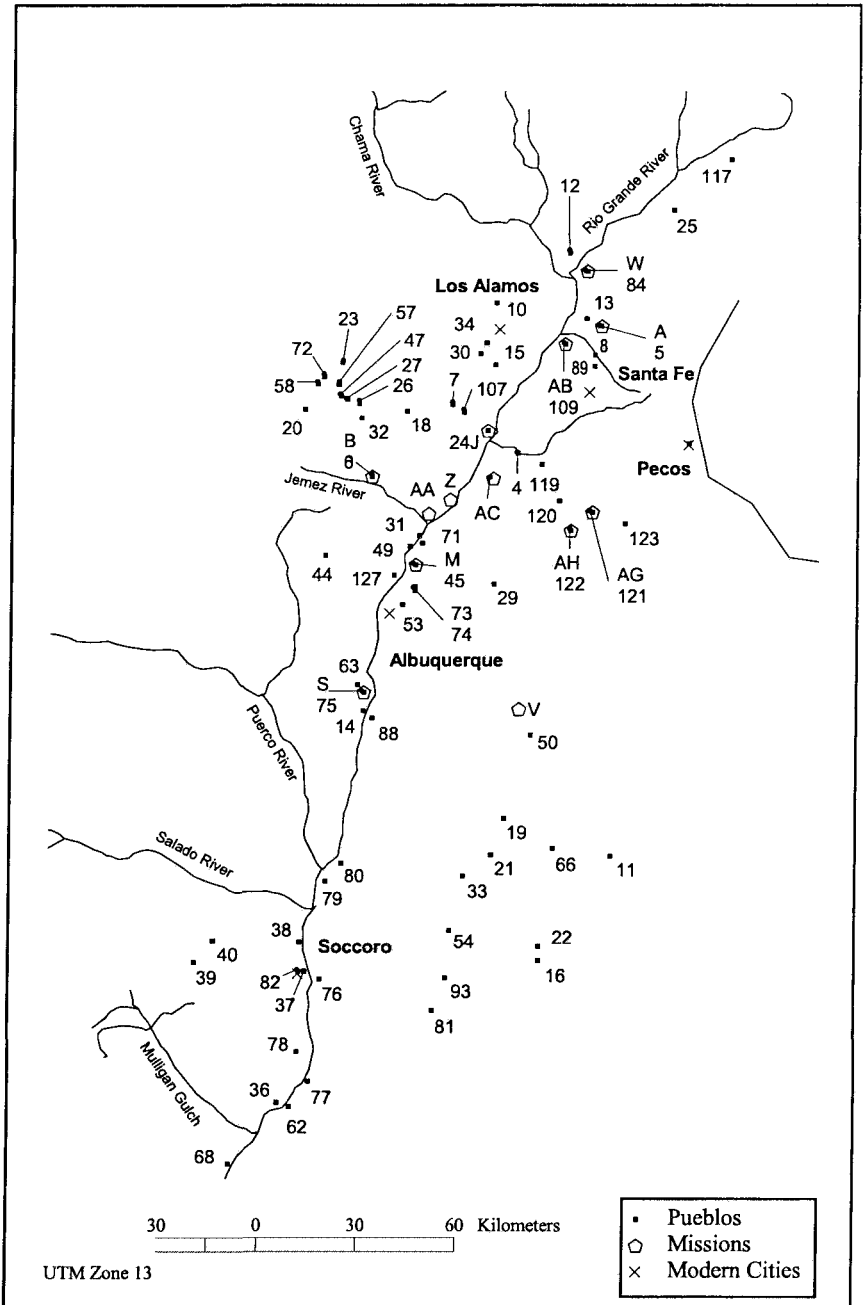 Chama River
Rio Grande River
117
12
25
W
84
Los Alamos
10
13
A
5
57
34
23
47
8
30
15
27
72
89
Santa Fe
26
7
107
AB
109
58
20
32
18
24J
B
6
Pecos
Jemez River
AA
Z
4
119
AC
120
31
71
123
49
M
45
AH
122
AG
121
44
127
29
53
73
74
Albuquerque
63
S
75
V
14
88
50
Puerco River
19
Salado River
80
21
66
11
79
33
38
Soccoro
54
22
40
39
82
16
37
76
93
81
78
Mulligan Gulch
36
77
62
68
30 0 30 60 Kilometers
UTM Zone 13
Pueblos
Missions
Modern Cities